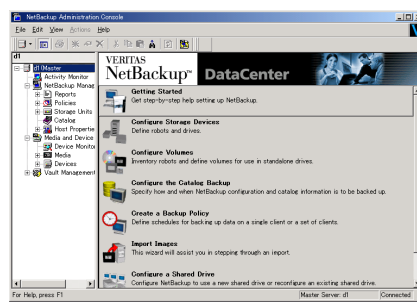 NetBackup Administration Console
File Edit View Actions Help
d1
d1(Master
Activity Monitor
NetBackup Manag
Reports
Policies
Storage Units
Catalog
Host Propertie
Media and Device
Device Monito
Media
Devices
Vault Management
VERITAS
NetBackup™ DataCenter
Getting Started
Get step-by-step help setting up NetBackup.
Configure Storage Devices
Define robots and drives.
Configure Volumes
Inventory robots and define volumes for use in standalone drives.
Configure the Catalog Backup
Specify how and when NetBackup configuration and catalog information is to be backed up.
Create a Backup Policy
Define schedules for backing up data on a single client or a set of clients.
Import Images
This wizard will assist you in stepping through an import.
Configure a Shared Drive
Configure NetBackup to use a new shared drive or reconfigure an existing shared drive.
For Help, press F1
Master Server: d1
Connected